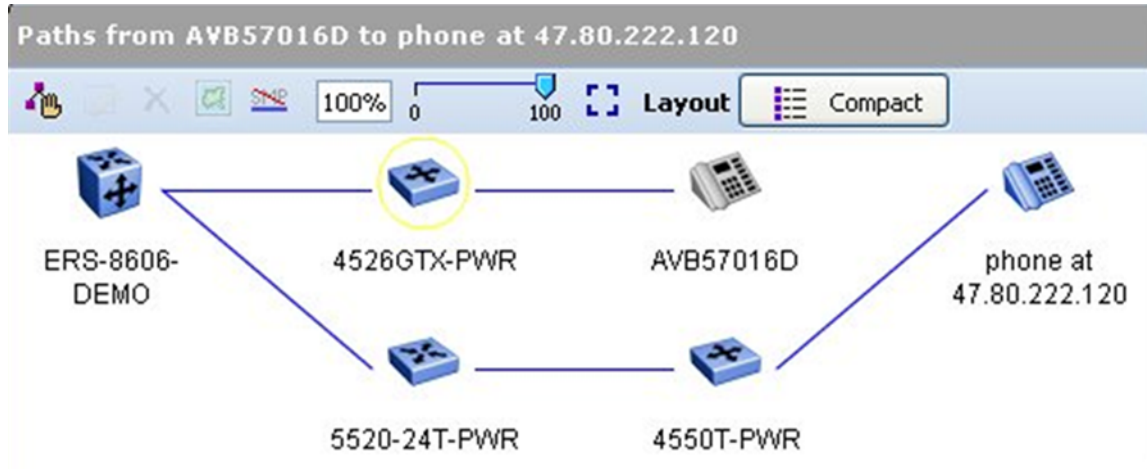 Paths from AVB57016D to phone at 47.80.222.120
SMP 100% 0 100 Layout Compact
ERS-8606-
DEMO
4526GTX-PWR
AVB57016D
phone at
47.80.222.120
5520-24T-PWR
4550T-PWR